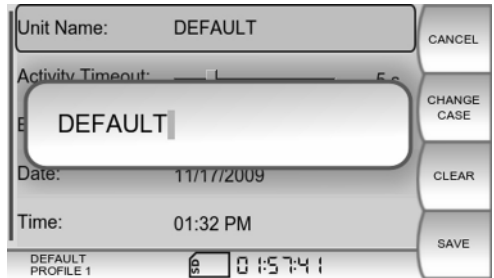 Unit Name: DEFAULT
CANCEL
Activity Timeout: 5 s
CHANGE
CASE
DEFAULT
Date: 11/17/2009
CLEAR
Time: 01:32 PM
SAVE
DEFAULT
PROFILE 1
SD
01:57:41